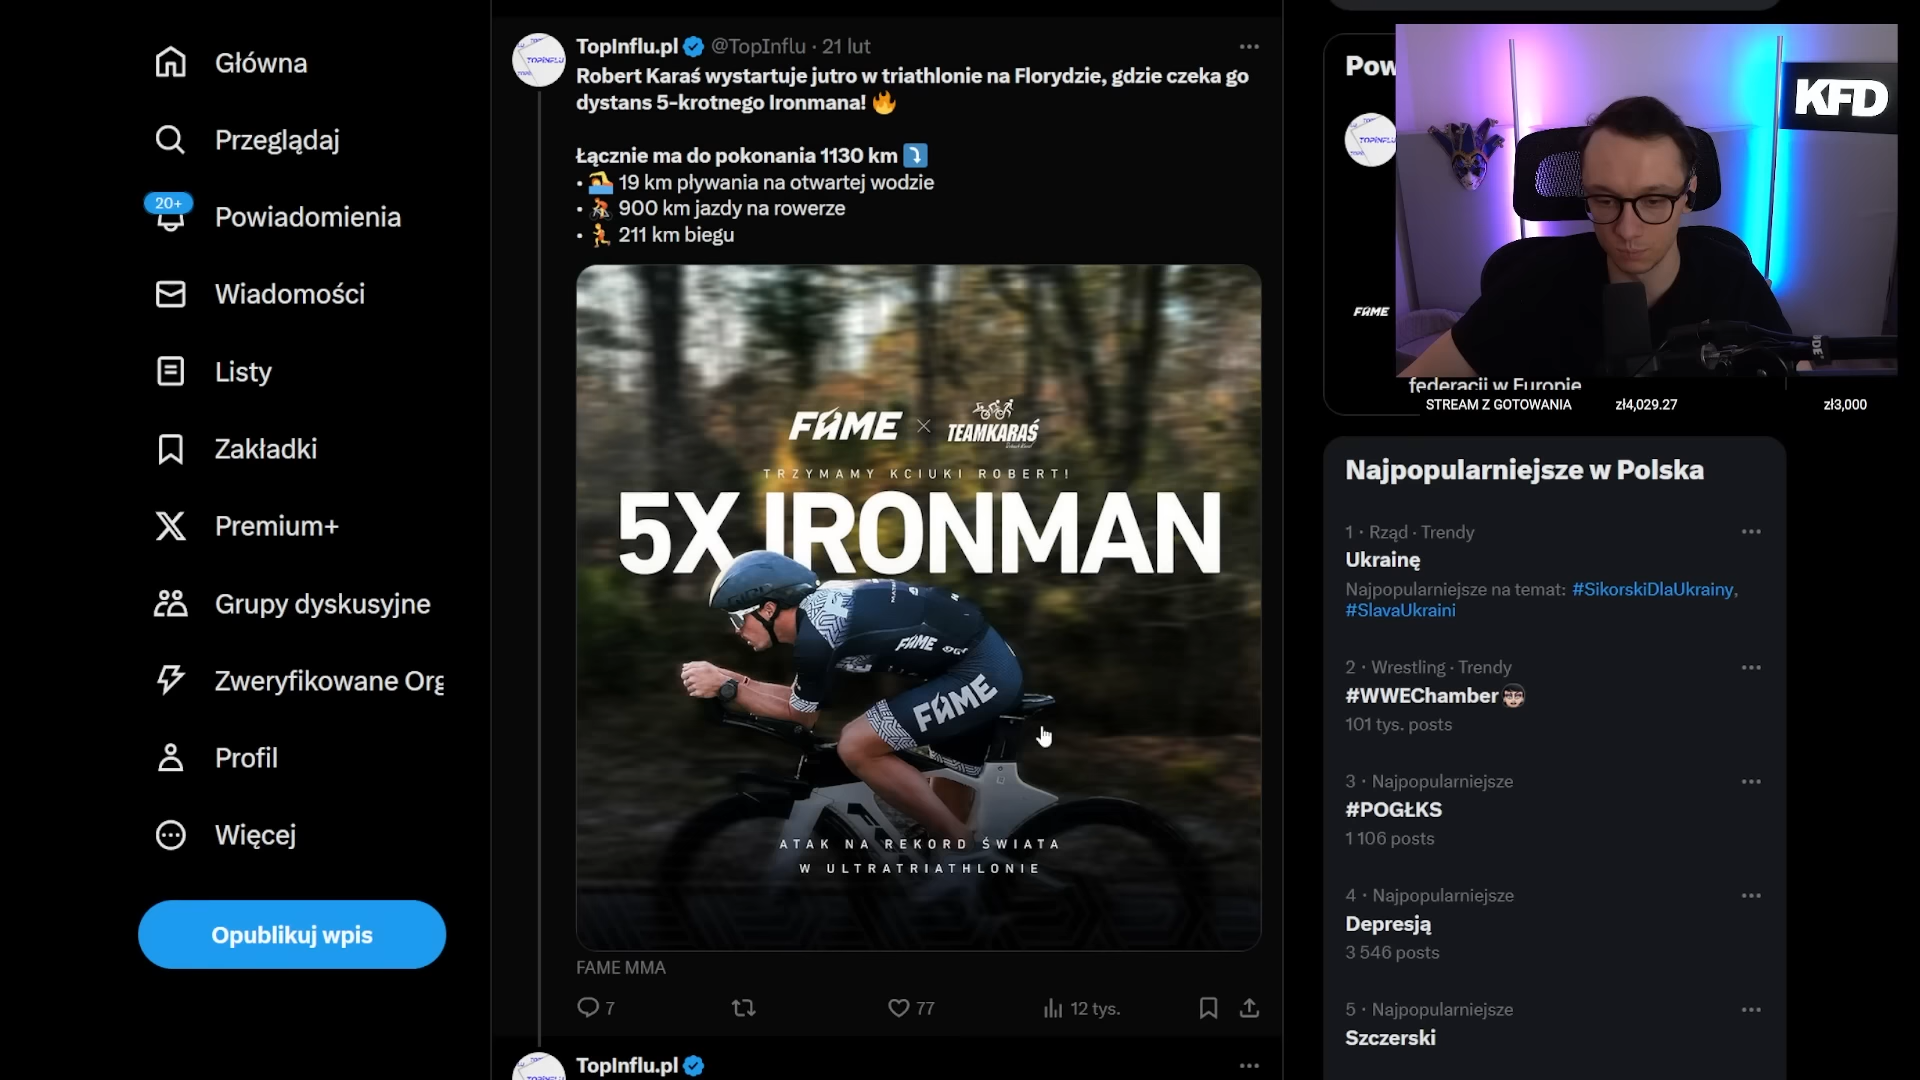 Główna
Przeglądaj
20+
Powiadomienia
Wiadomości
Listy
Zakładki
Premium+
Grupy dyskusyjne
Zweryfikowane Org
Profil
Więcej
Opublikuj wpis
TopInflu.pl @TopInflu · 21 lut
Robert Karaś wystartuje jutro w triathlonie na Florydzie, gdzie czeka go
dystans 5-krotnego Ironmana! 🔥
Łącznie ma do pokonania 1130 km ⤵️
• 🏊 19 km pływania na otwartej wodzie
• 🚴 900 km jazdy na rowerze
• 🏃 211 km biegu
FAME × TEAMKARAŚ
TRZYMAMY KCIUKI ROBERT!
5X IRONMAN
GIRO
FAME
FAME
ATAK NA REKORD ŚWIATA
W ULTRATRIATHLONIE
FAME MMA
7
77
12 tys.
TopInflu.pl
Pow
TOPINFLU
FAME
KFD
federacji w Europie
STREAM Z GOTOWANIA zł4,029.27 zł3,000
Najpopularniejsze w Polska
1 · Rząd · Trendy
Ukrainę
Najpopularniejsze na temat: #SikorskiDlaUkrainy,
#SlavaUkraini
2 · Wrestling · Trendy
#WWEChamber
101 tys. posts
3 · Najpopularniejsze
#POGŁKS
1 106 posts
4 · Najpopularniejsze
Depresją
3 546 posts
5 · Najpopularniejsze
Szczerski